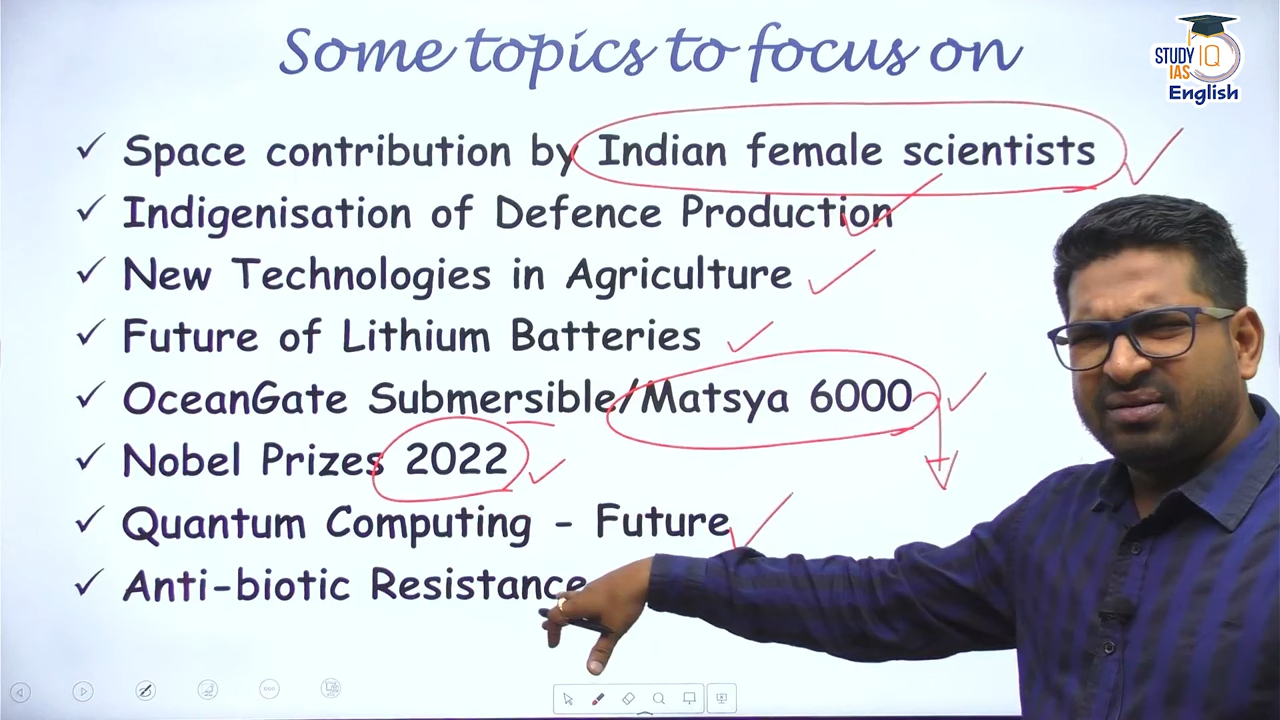 Some topics to focus on
STUDY IQ
IAS
English
✓ Space contribution by Indian female scientists
✓ Indigenisation of Defence Production
✓ New Technologies in Agriculture
✓ Future of Lithium Batteries
✓ OceanGate Submersible/Matsya 6000
✓ Nobel Prizes 2022
✓ Quantum Computing - Future
✓ Anti-biotic Resistance